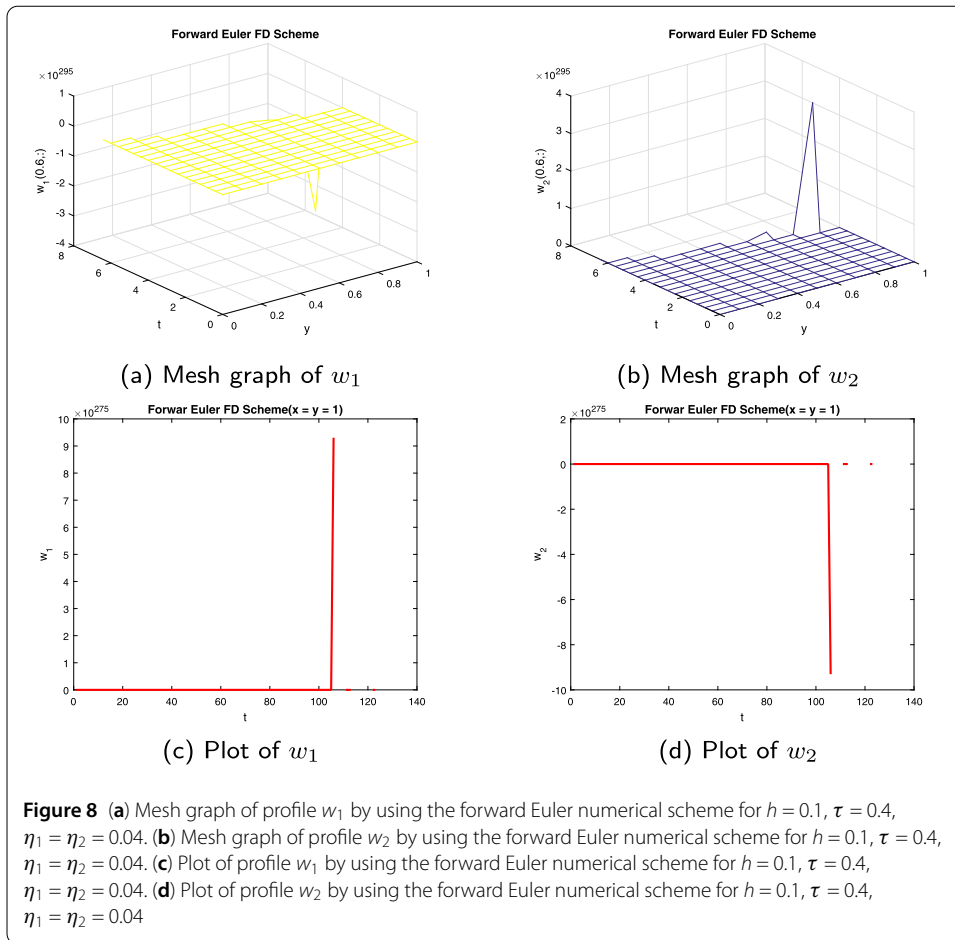 Forward Euler FD Scheme
×10^295
1
0
-1
-2
-3
-4
w_1(0.6,:)
8
6
4
2
0
t
0
0.2
0.4
0.6
0.8
1
y
(a) Mesh graph of w_1
Forward Euler FD Scheme
×10^295
4
3
2
1
0
w_2(0.6,:)
8
6
4
2
0
t
0
0.2
0.4
0.6
0.8
1
y
(b) Mesh graph of w_2
Forwar Euler FD Scheme(x = y = 1)
×10^275
10
9
8
7
6
5
4
3
2
1
0
w_1
0 20 40 60 80 100 120 140
t
(c) Plot of w_1
Forwar Euler FD Scheme(x = y = 1)
×10^275
2
0
-2
-4
-6
-8
-10
w_2
0 20 40 60 80 100 120 140
t
(d) Plot of w_2
Figure 8 (a) Mesh graph of profile w_1 by using the forward Euler numerical scheme for h = 0.1, τ = 0.4,
η_1 = η_2 = 0.04. (b) Mesh graph of profile w_2 by using the forward Euler numerical scheme for h = 0.1, τ = 0.4,
η_1 = η_2 = 0.04. (c) Plot of profile w_1 by using the forward Euler numerical scheme for h = 0.1, τ = 0.4,
η_1 = η_2 = 0.04. (d) Plot of profile w_2 by using the forward Euler numerical scheme for h = 0.1, τ = 0.4,
η_1 = η_2 = 0.04